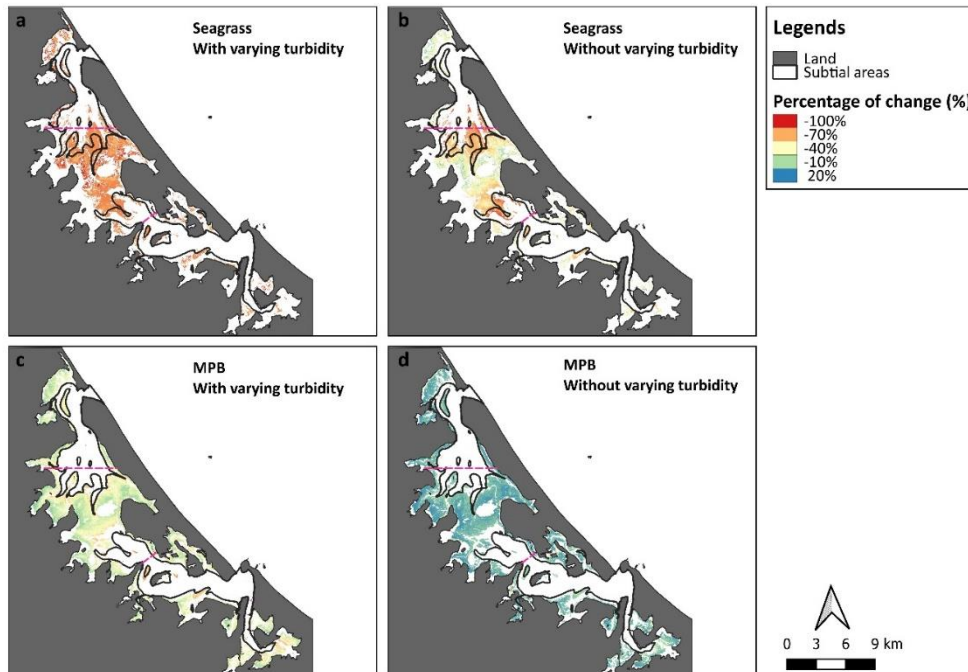 a
Seagrass
With varying turbidity
b
Seagrass
Without varying turbidity
Legends
Land
Subtial areas
Percentage of change (%)
-100%
-70%
-40%
-10%
20%
c
MPB
With varying turbidity
d
MPB
Without varying turbidity
0 3 6 9 km